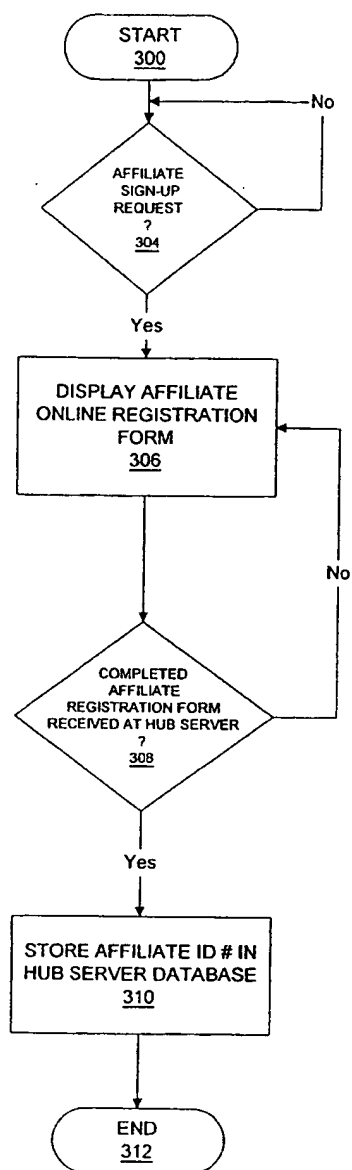 START
300
No
AFFILIATE
SIGN-UP
REQUEST
?
304
Yes
DISPLAY AFFILIATE
ONLINE REGISTRATION
FORM
306
No
COMPLETED
AFFILIATE
REGISTRATION FORM
RECEIVED AT HUB SERVER
?
308
Yes
STORE AFFILIATE ID # IN
HUB SERVER DATABASE
310
END
312